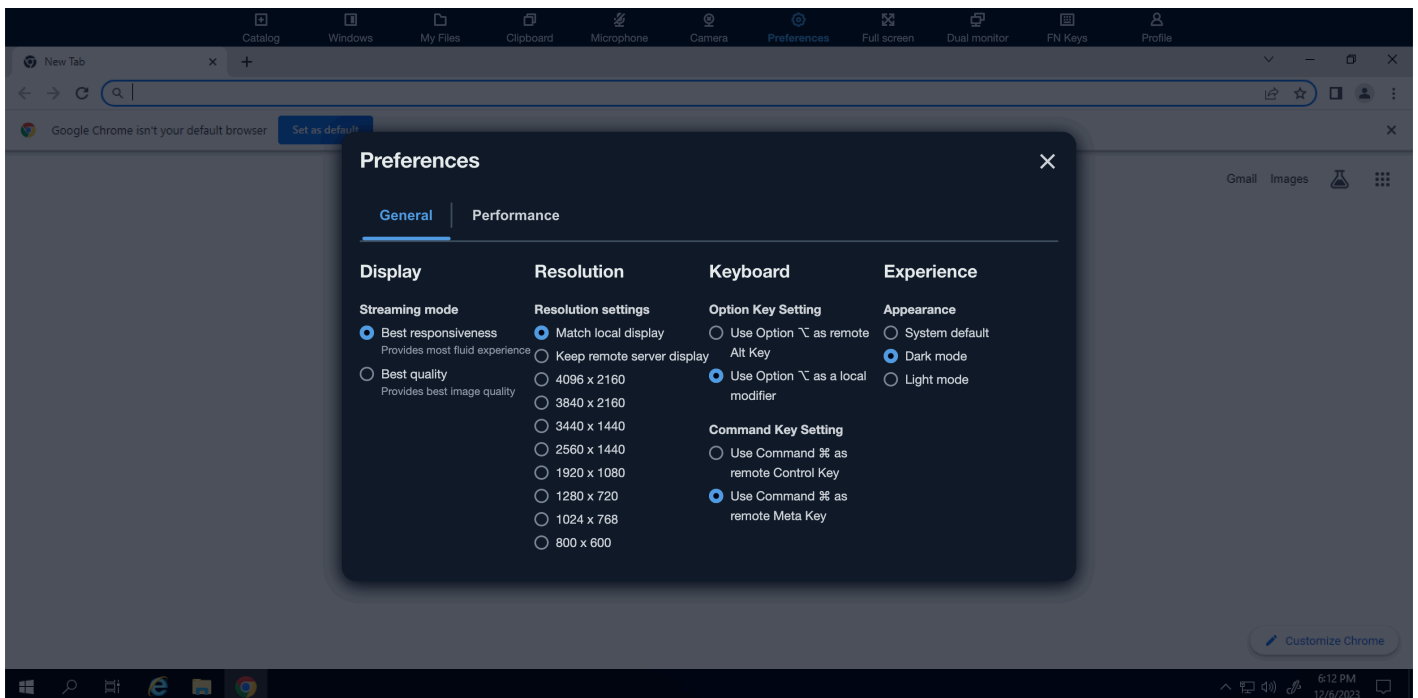 Catalog Windows My Files Clipboard Microphone Camera Preferences Full screen Dual monitor FN Keys Profile
New Tab
Google Chrome isn't your default browser Set as default
Gmail Images
Preferences
General Performance
Display
Streaming mode
Best responsiveness
Provides most fluid experience
Best quality
Provides best image quality
Resolution
Resolution settings
Match local display
Keep remote server display
4096 x 2160
3840 x 2160
3440 x 1440
2560 x 1440
1920 x 1080
1280 x 720
1024 x 768
800 x 600
Keyboard
Option Key Setting
Use Option ⌥ as remote
Alt Key
Use Option ⌥ as a local
modifier
Command Key Setting
Use Command ⌘ as
remote Control Key
Use Command ⌘ as
remote Meta Key
Experience
Appearance
System default
Dark mode
Light mode
Customize Chrome
6:12 PM
12/6/2023